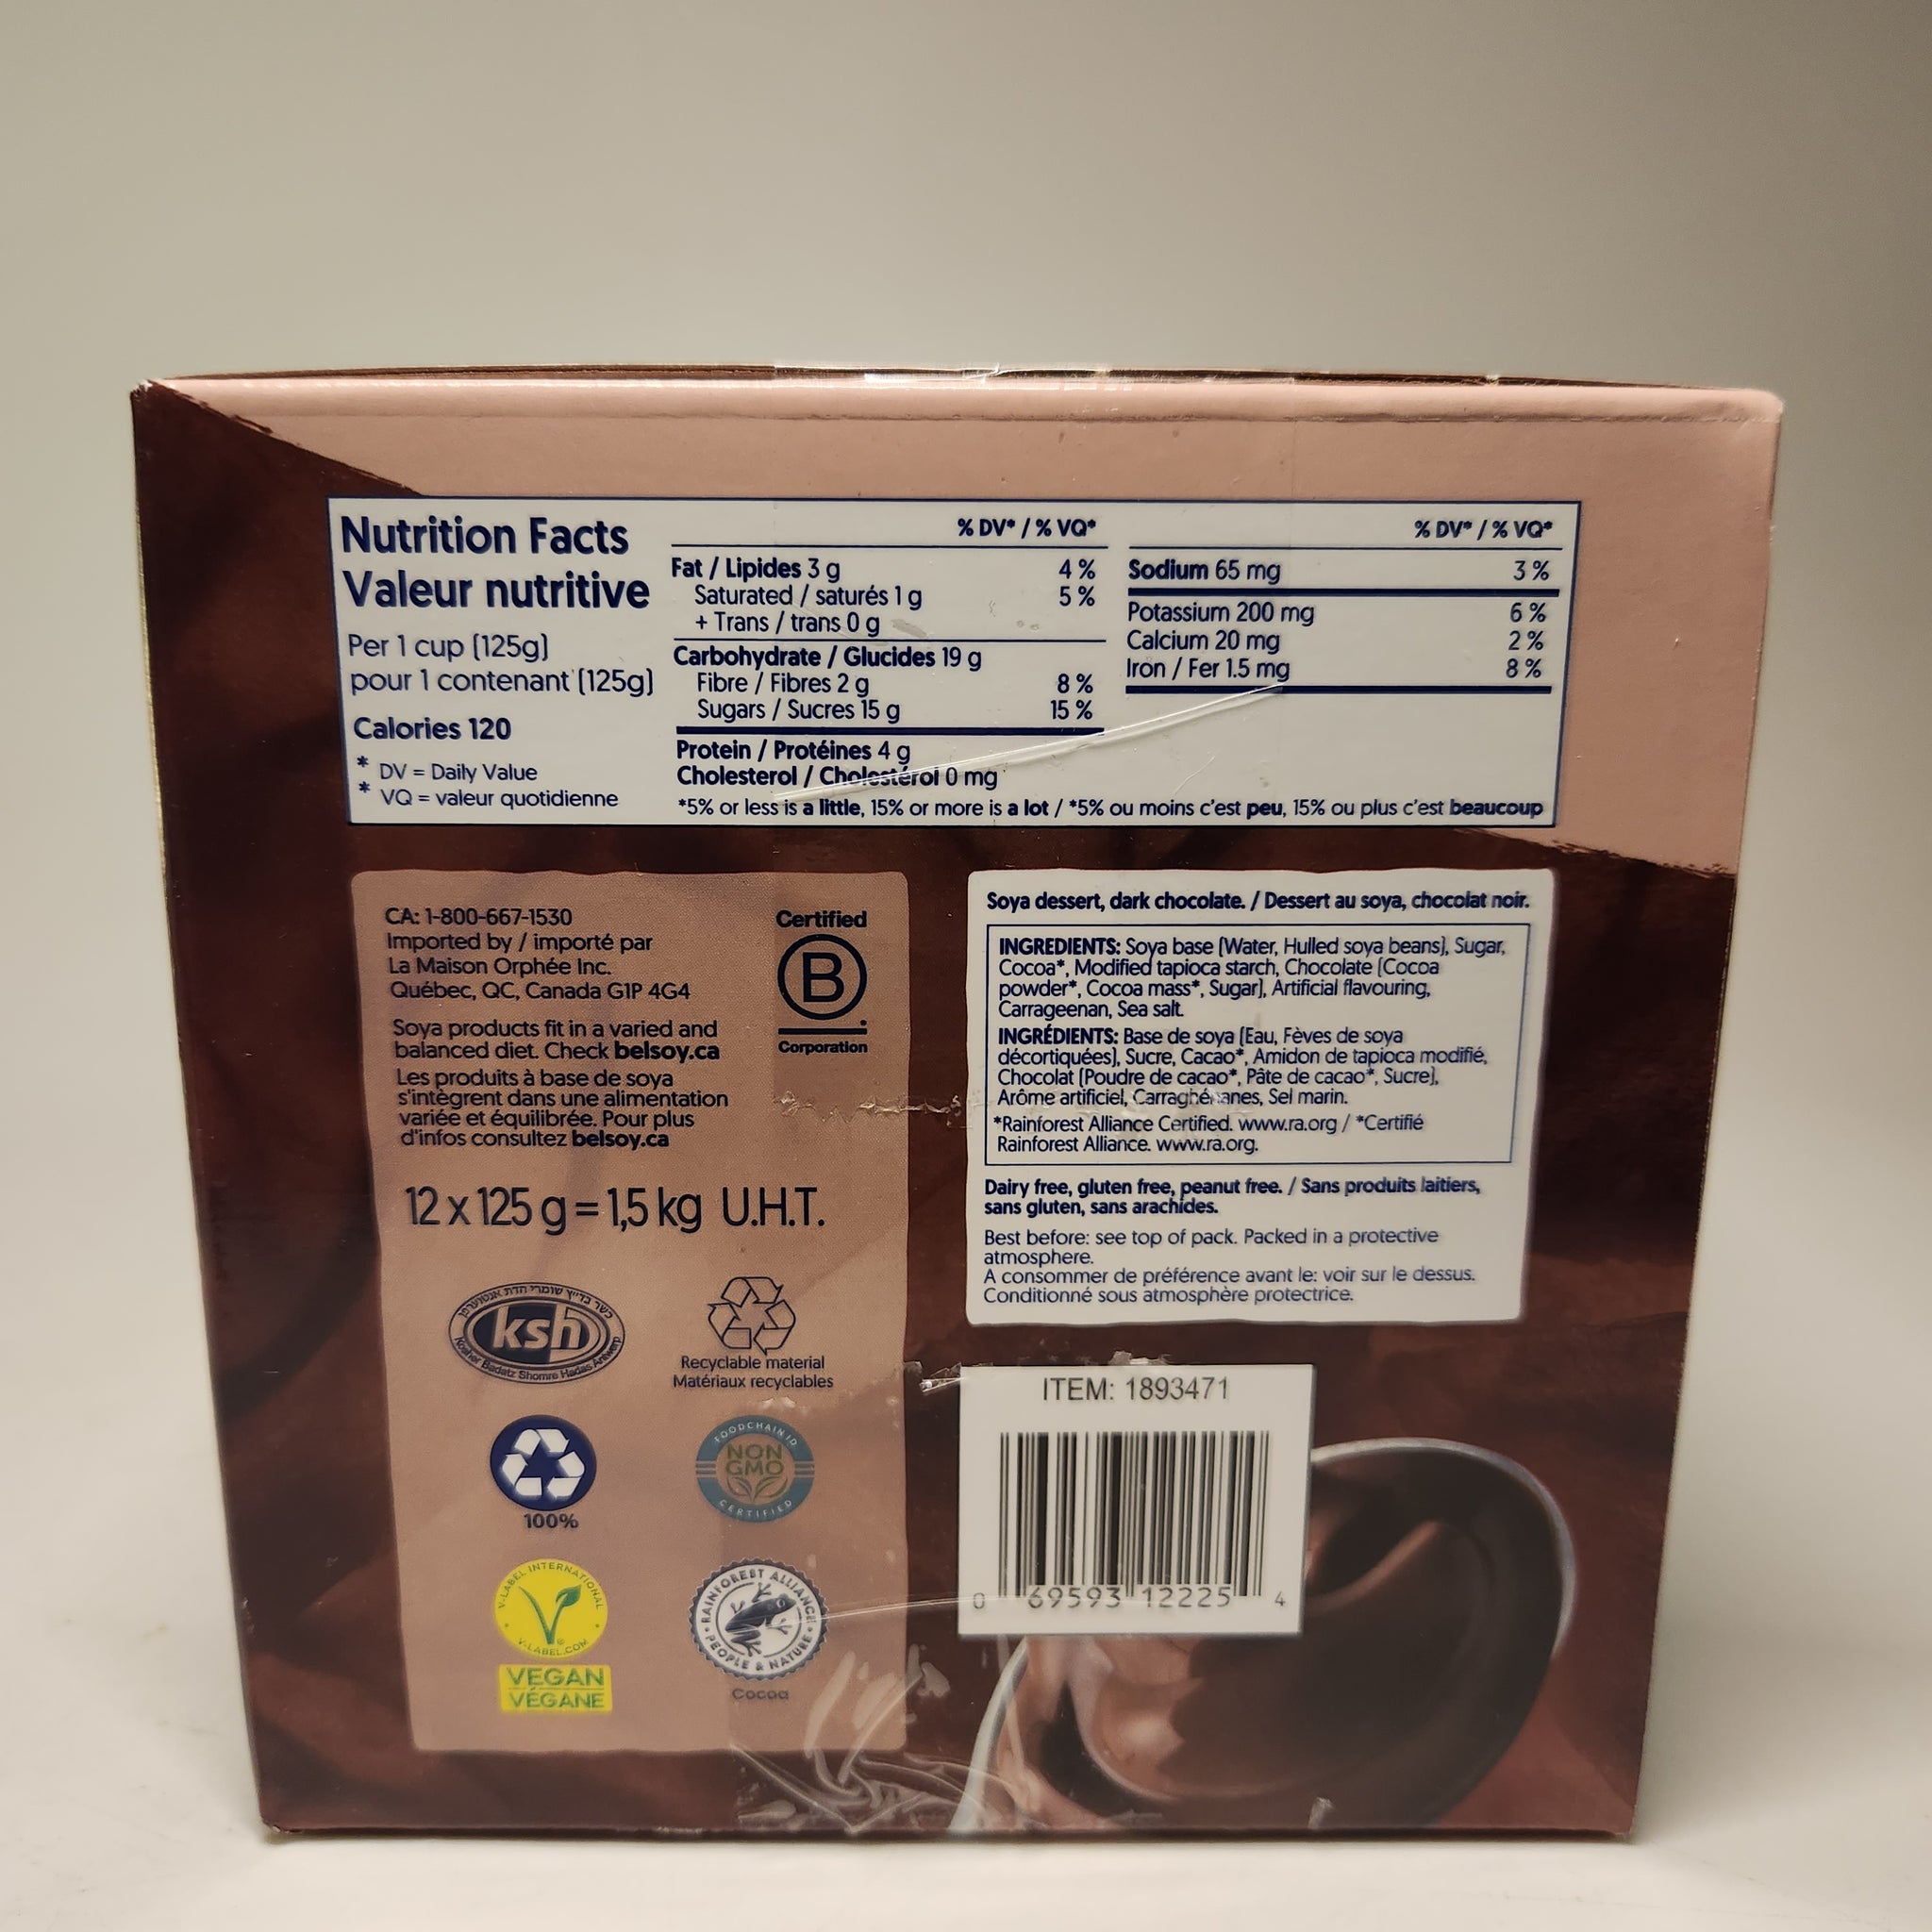 Nutrition Facts
Valeur nutritive
Per 1 cup (125g)
pour 1 contenant (125g)
Calories 120
* DV = Daily Value
* VQ = valeur quotidienne
% DV* / % VQ*
Fat / Lipides 3 g 4 %
Saturated / saturés 1 g 5 %
+ Trans / trans 0 g
Carbohydrate / Glucides 19 g
Fibre / Fibres 2 g 8 %
Sugars / Sucres 15 g 15 %
Protein / Protéines 4 g
Cholesterol / Cholestérol 0 mg
% DV* / % VQ*
Sodium 65 mg 3 %
Potassium 200 mg 6 %
Calcium 20 mg 2 %
Iron / Fer 1.5 mg 8 %
*5% or less is a little, 15% or more is a lot / *5% ou moins c'est peu, 15% ou plus c'est beaucoup
CA: 1-800-667-1530
Imported by / importé par
La Maison Orphée Inc.
Québec, QC, Canada G1P 4G4
Soya products fit in a varied and
balanced diet. Check belsoy.ca
Les produits à base de soya
s'intègrent dans une alimentation
variée et équilibrée. Pour plus
d'infos consultez belsoy.ca
Certified
B
Corporation
12 x 125 g = 1,5 kg U.H.T.
כשר בד״ץ שומרי הדת אנטווערפן
ksh
Kosher Badatz Shomre Hadas Antwerp
Recyclable material
Matériaux recyclables
100%
FOODCHAIN ID
NON
GMO
CERTIFIED
V-LABEL INTERNATIONAL
V-LABEL.COM
VEGAN
VÉGANE
RAINFOREST ALLIANCE
PEOPLE & NATURE
Cocoa
Soya dessert, dark chocolate. / Dessert au soya, chocolat noir.
INGREDIENTS: Soya base (Water, Hulled soya beans), Sugar,
Cocoa*, Modified tapioca starch, Chocolate (Cocoa
powder*, Cocoa mass*, Sugar), Artificial flavouring,
Carrageenan, Sea salt.
INGRÉDIENTS: Base de soya (Eau, Fèves de soya
décortiquées), Sucre, Cacao*, Amidon de tapioca modifié,
Chocolat (Poudre de cacao*, Pâte de cacao*, Sucre),
Arôme artificiel, Carraghénanes, Sel marin.
*Rainforest Alliance Certified. www.ra.org / *Certifié
Rainforest Alliance. www.ra.org.
Dairy free, gluten free, peanut free. / Sans produits laitiers,
sans gluten, sans arachides.
Best before: see top of pack. Packed in a protective
atmosphere.
A consommer de préférence avant le: voir sur le dessus.
Conditionné sous atmosphère protectrice.
ITEM: 1893471
0 69593 12225 4